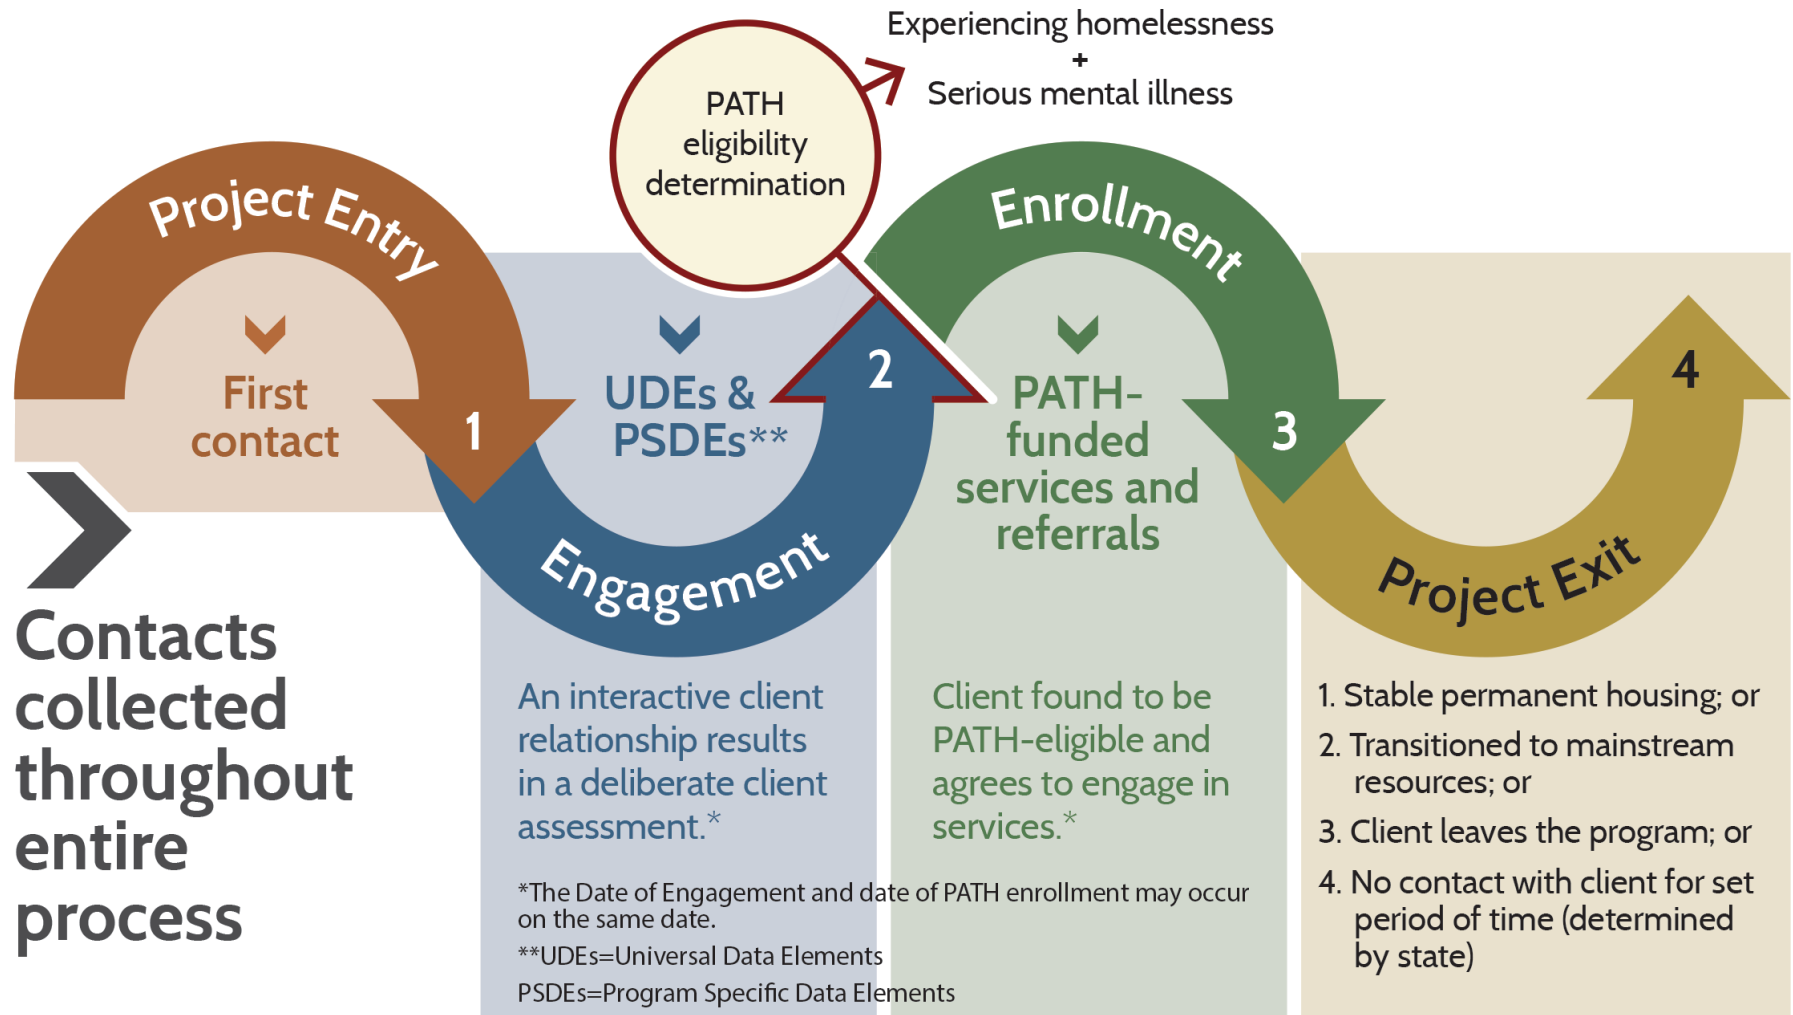 Experiencing homelessness
+
Serious mental illness
PATH
eligibility
determination
Project Entry
First
contact
1
UDEs &
PSDEs**
2
Engagement
An interactive client
relationship results
in a deliberate client
assessment.*
Enrollment
PATH-
funded
services and
referrals
3
Client found to be
PATH-eligible and
agrees to engage in
services.*
4
Project Exit
1. Stable permanent housing; or
2. Transitioned to mainstream
resources; or
3. Client leaves the program; or
4. No contact with client for set
period of time (determined
by state)
Contacts
collected
throughout
entire
process
*The Date of Engagement and date of PATH enrollment may occur
on the same date.
**UDEs=Universal Data Elements
PSDEs=Program Specific Data Elements